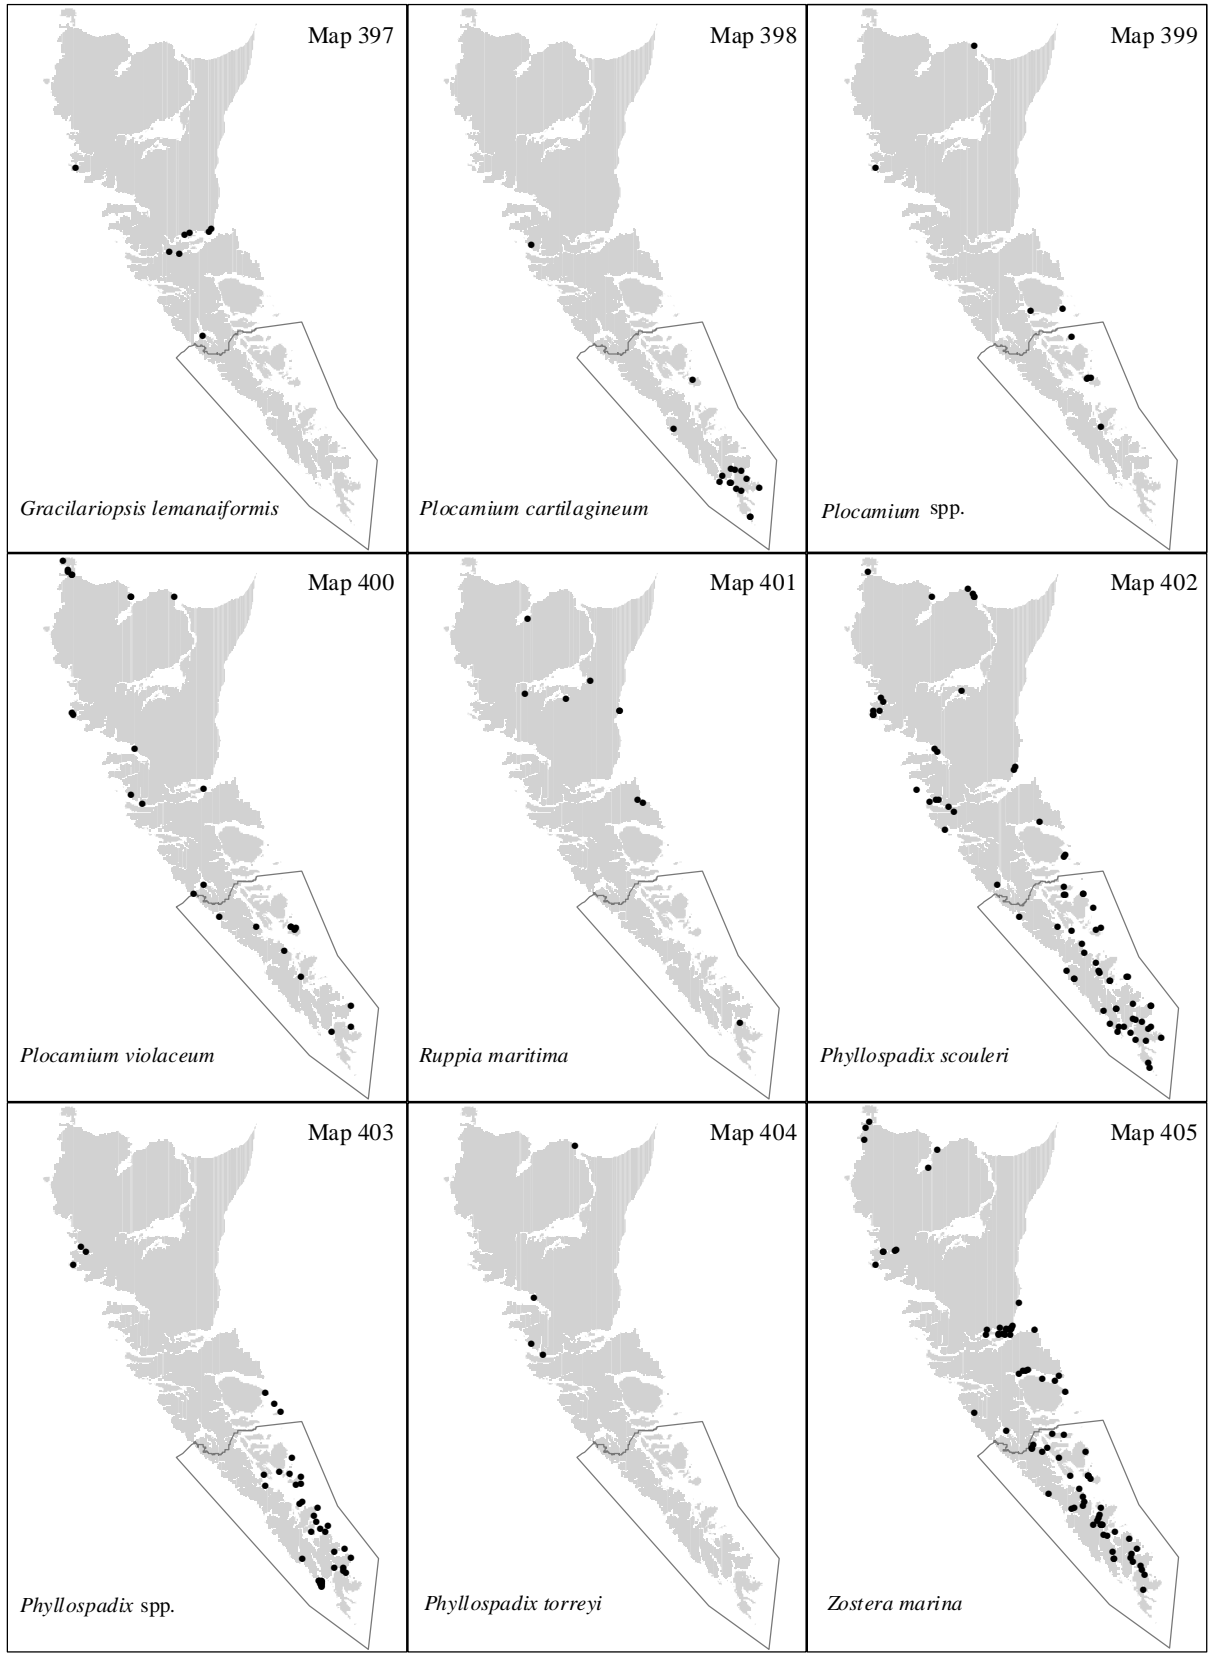 Map 397
Gracilariopsis lemanaiformis
Map 398
Plocamium cartilagineum
Map 399
Plocamium spp.
Map 400
Plocamium violaceum
Map 401
Ruppia maritima
Map 402
Phyllospadix scouleri
Map 403
Phyllospadix spp.
Map 404
Phyllospadix torreyi
Map 405
Zostera marina